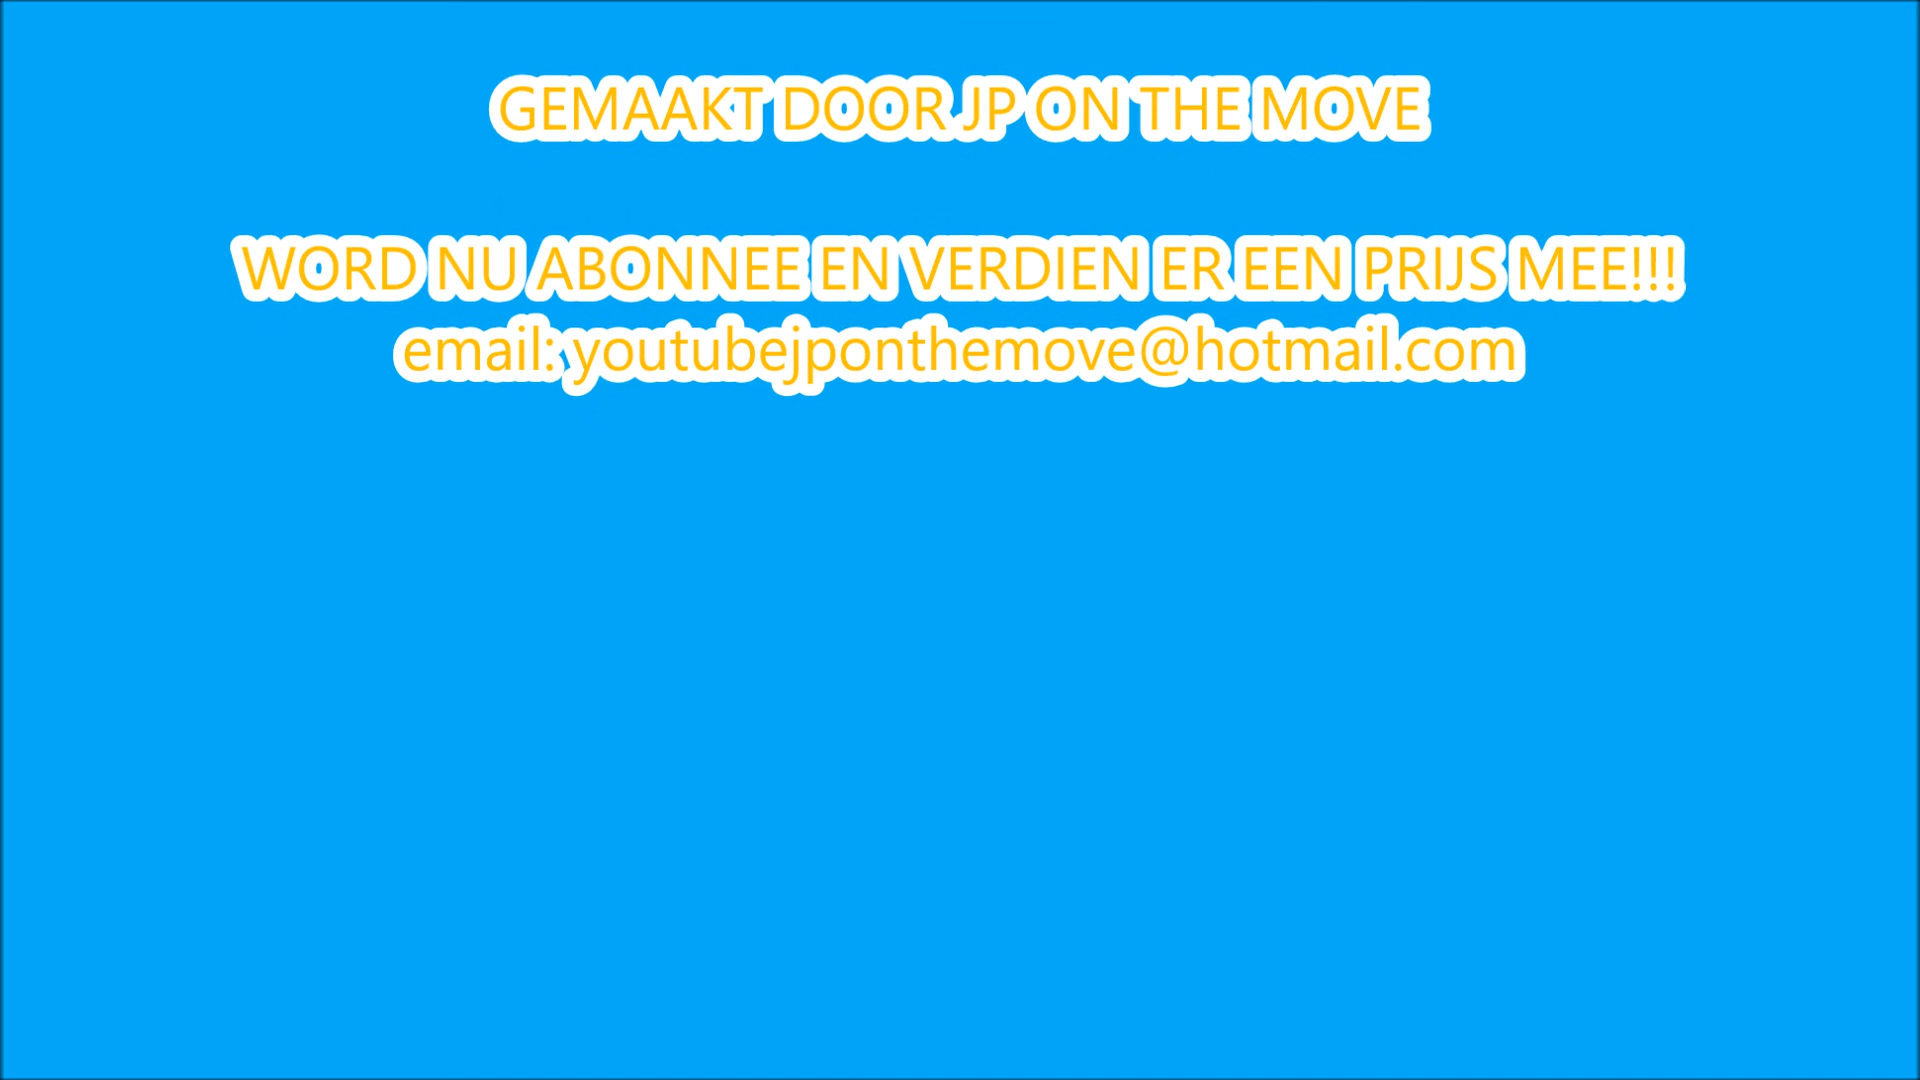 GEMAAKT DOOR JP ON THE MOVE
WORD NU ABONNEE EN VERDIEN ER EEN PRIJS MEE!!!
email: youtubejponthemove@hotmail.com